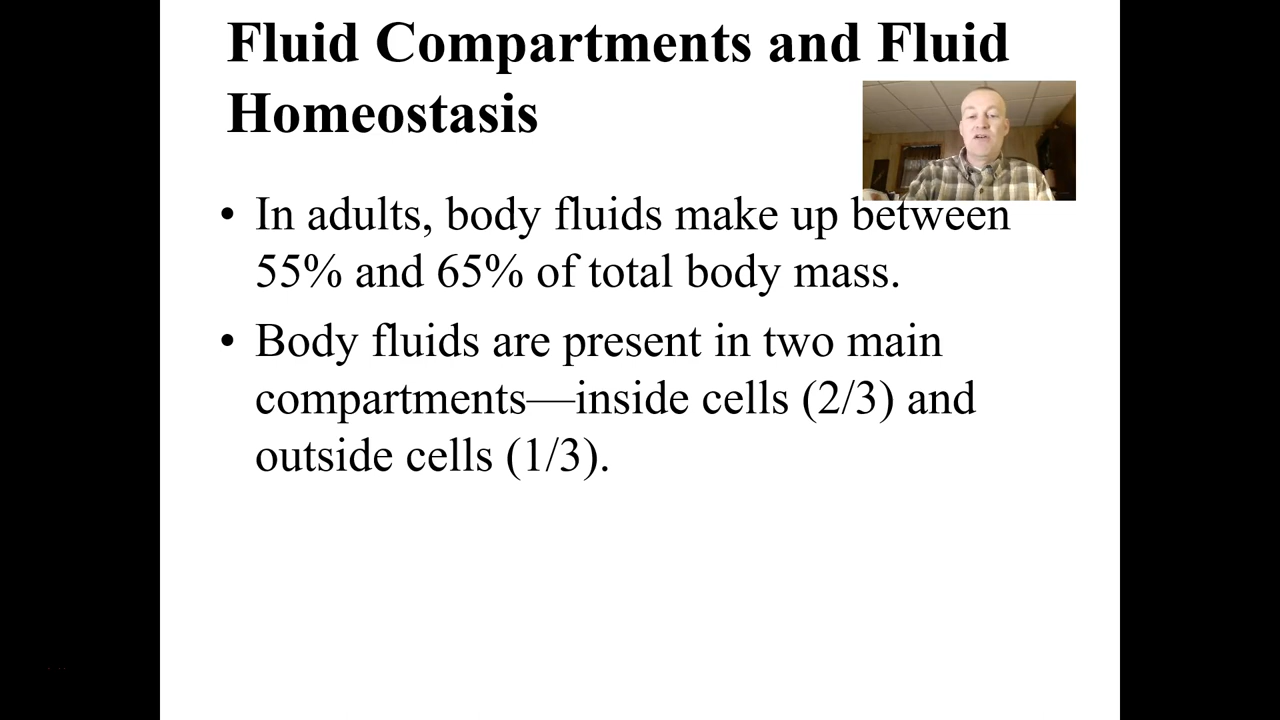 Fluid Compartments and Fluid
Homeostasis
• In adults, body fluids make up between
55% and 65% of total body mass.
• Body fluids are present in two main
compartments—inside cells (2/3) and
outside cells (1/3).